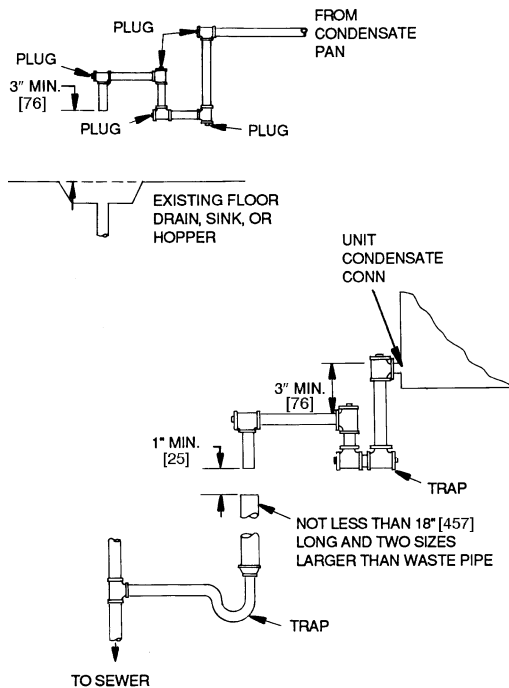 FROM
CONDENSATE
PAN
PLUG
PLUG
3" MIN.
[76]
PLUG
PLUG
EXISTING FLOOR
DRAIN, SINK, OR
HOPPER
UNIT
CONDENSATE
CONN
3" MIN.
[76]
1" MIN.
[25]
TRAP
NOT LESS THAN 18" [457]
LONG AND TWO SIZES
LARGER THAN WASTE PIPE
TRAP
TO SEWER